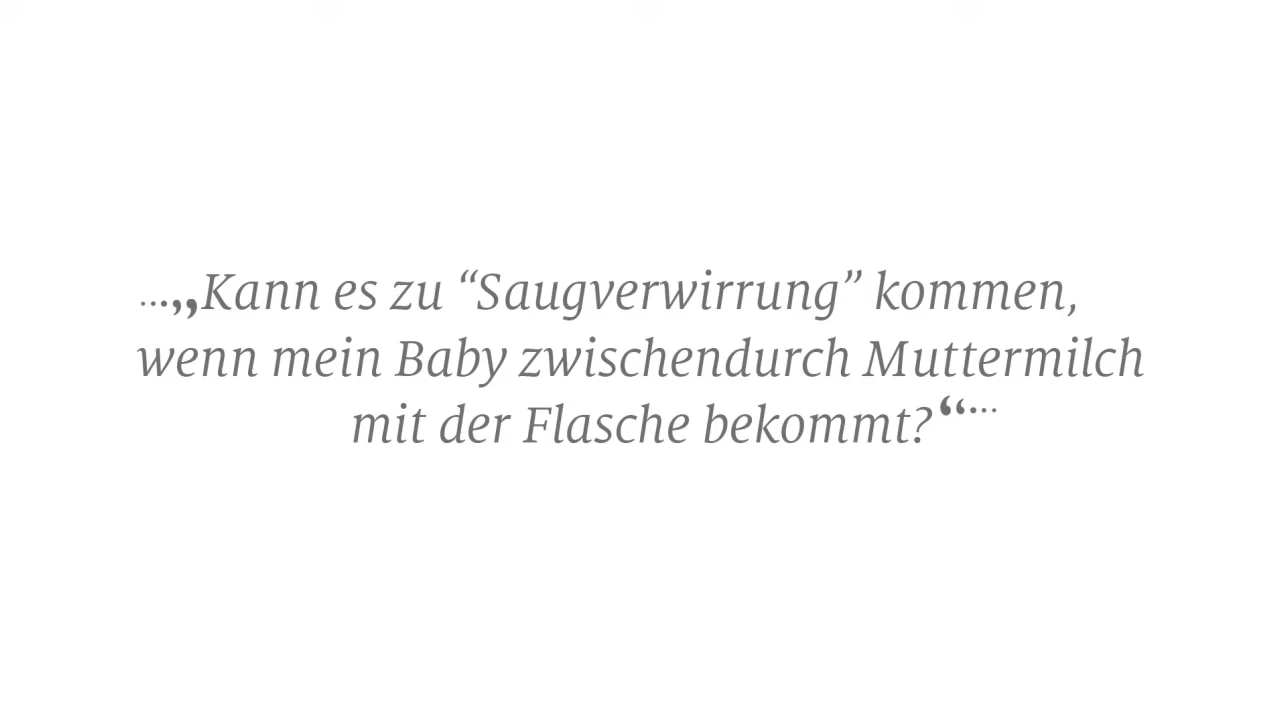 ...„Kann es zu “Saugverwirrung” kommen,
wenn mein Baby zwischendurch Muttermilch
mit der Flasche bekommt?“...